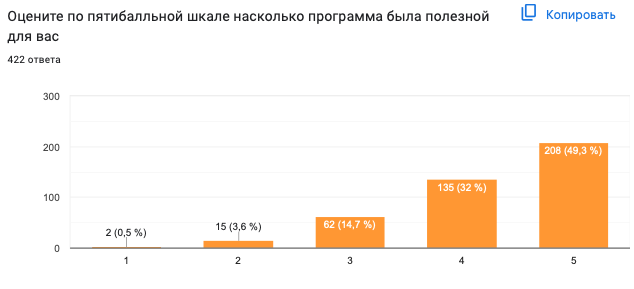 Оцените по пятибалльной шкале насколько программа была полезной
для вас
Копировать
422 ответа
300
200
100
0
2 (0,5 %)
15 (3,6 %)
62 (14,7 %)
135 (32 %)
208 (49,3 %)
1
2
3
4
5